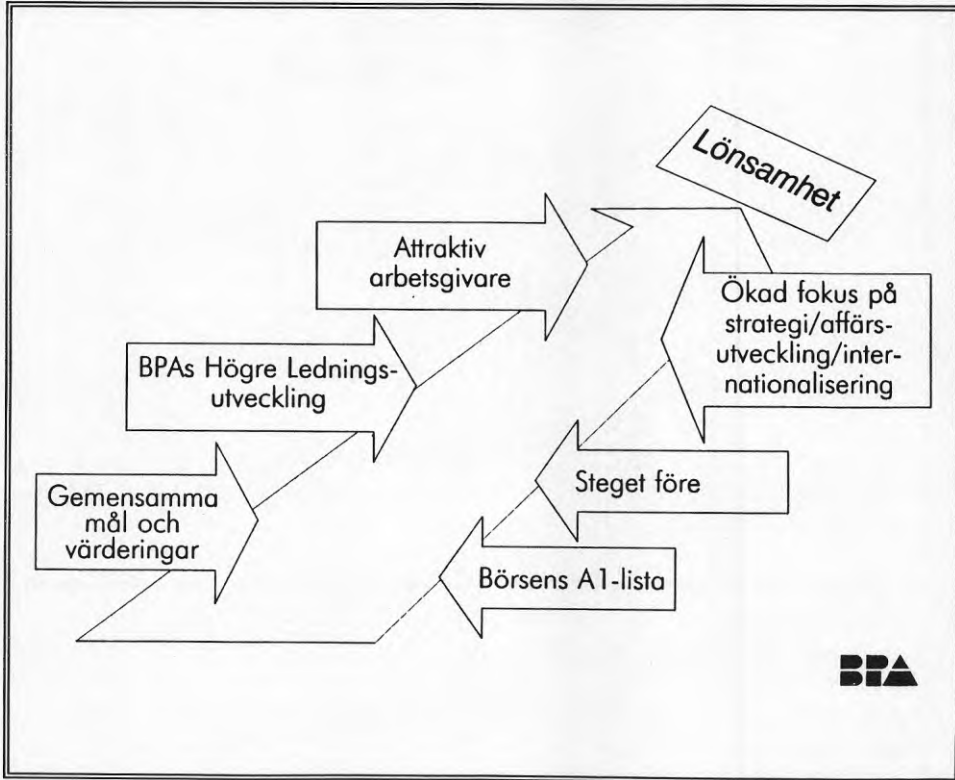 Lönsamhet
Attraktiv
arbetsgivare
Ökad fokus på
strategi/affärs-
utveckling/inter-
nationalisering
BPAs Högre Lednings-
utveckling
Steget före
Gemensamma
mål och
värderingar
Börsens A1-lista
BPA